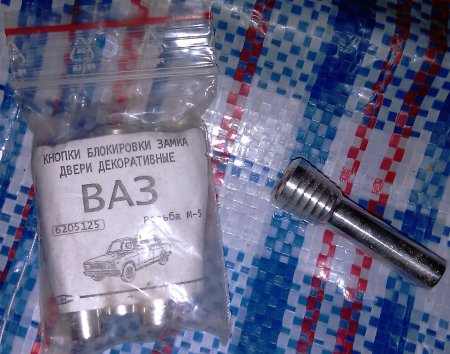 КНОПКИ БЛОКИРОВКИ ЗАМКА
ДВЕРИ ДЕКОРАТИВНЫЕ
ВАЗ
6205125 Резьба М-5